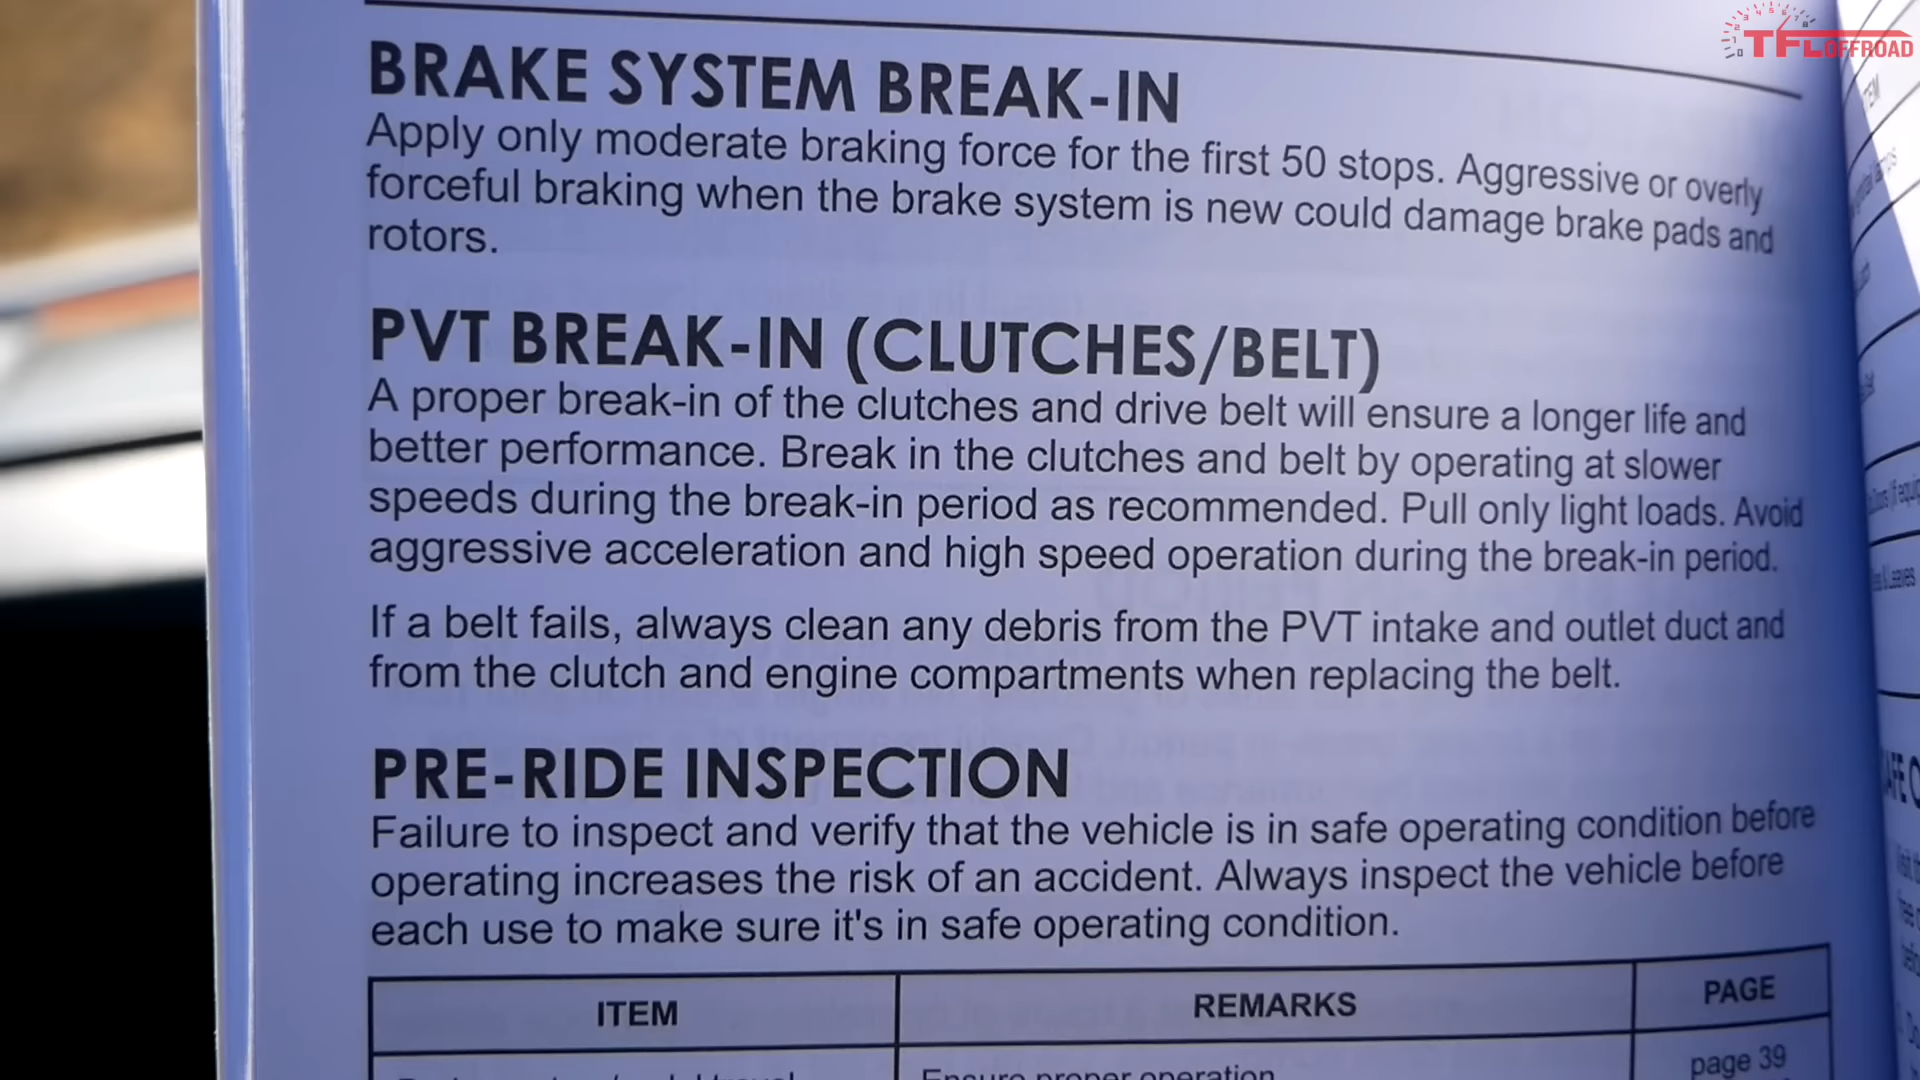 TFLOFFROAD
BRAKE SYSTEM BREAK-IN
Apply only moderate braking force for the first 50 stops. Aggressive or overly
forceful braking when the brake system is new could damage brake pads and
rotors.
PVT BREAK-IN (CLUTCHES/BELT)
A proper break-in of the clutches and drive belt will ensure a longer life and
better performance. Break in the clutches and belt by operating at slower
speeds during the break-in period as recommended. Pull only light loads. Avoid
aggressive acceleration and high speed operation during the break-in period.
If a belt fails, always clean any debris from the PVT intake and outlet duct and
from the clutch and engine compartments when replacing the belt.
PRE-RIDE INSPECTION
Failure to inspect and verify that the vehicle is in safe operating condition before
operating increases the risk of an accident. Always inspect the vehicle before
each use to make sure it's in safe operating condition.
ITEM REMARKS PAGE
Ensure proper operation page 39